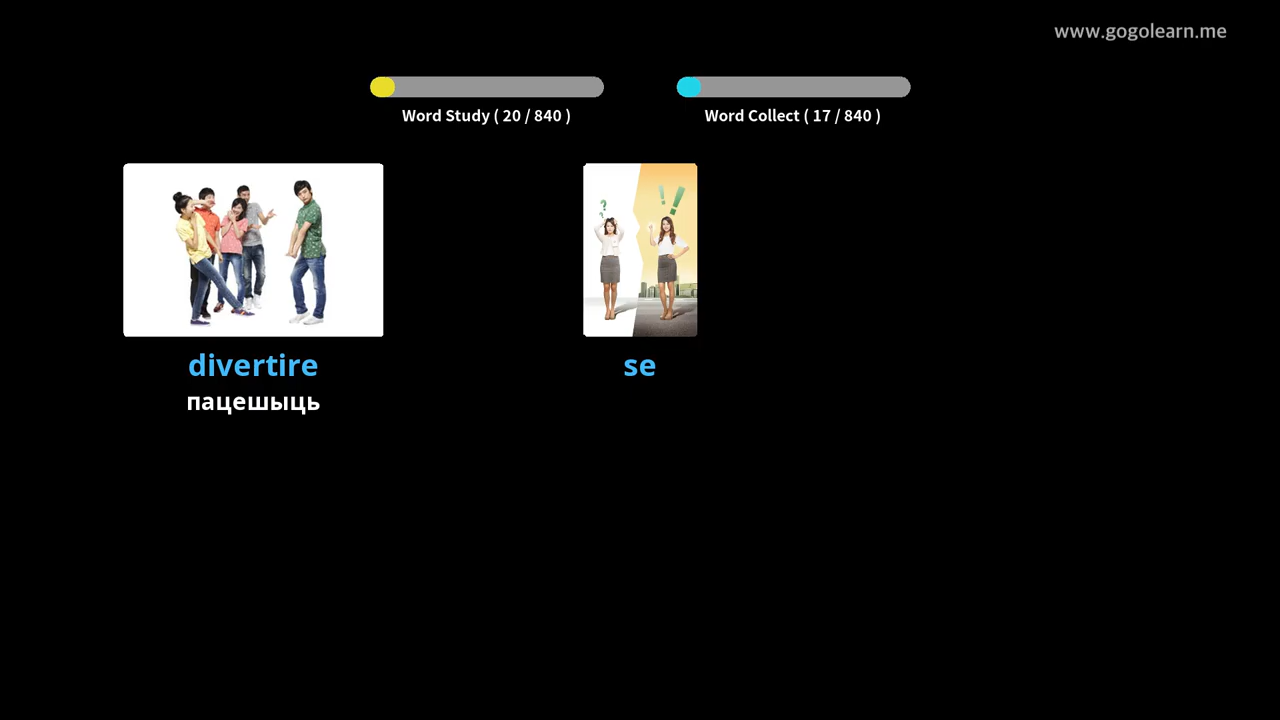 www.gogolearn.me
Word Study ( 20 / 840 )
Word Collect ( 17 / 840 )
divertire
пацешыць
se